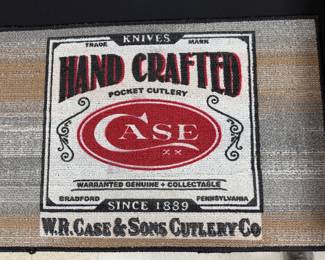 KNIVES
TRADE MARK
HAND CRAFTED
POCKET CUTLERY
CASE
XX
WARRANTED GENUINE + COLLECTABLE
BRADFORD PENNSYLVANIA
SINCE 1889
W.R. CASE & SONS CUTLERY CO